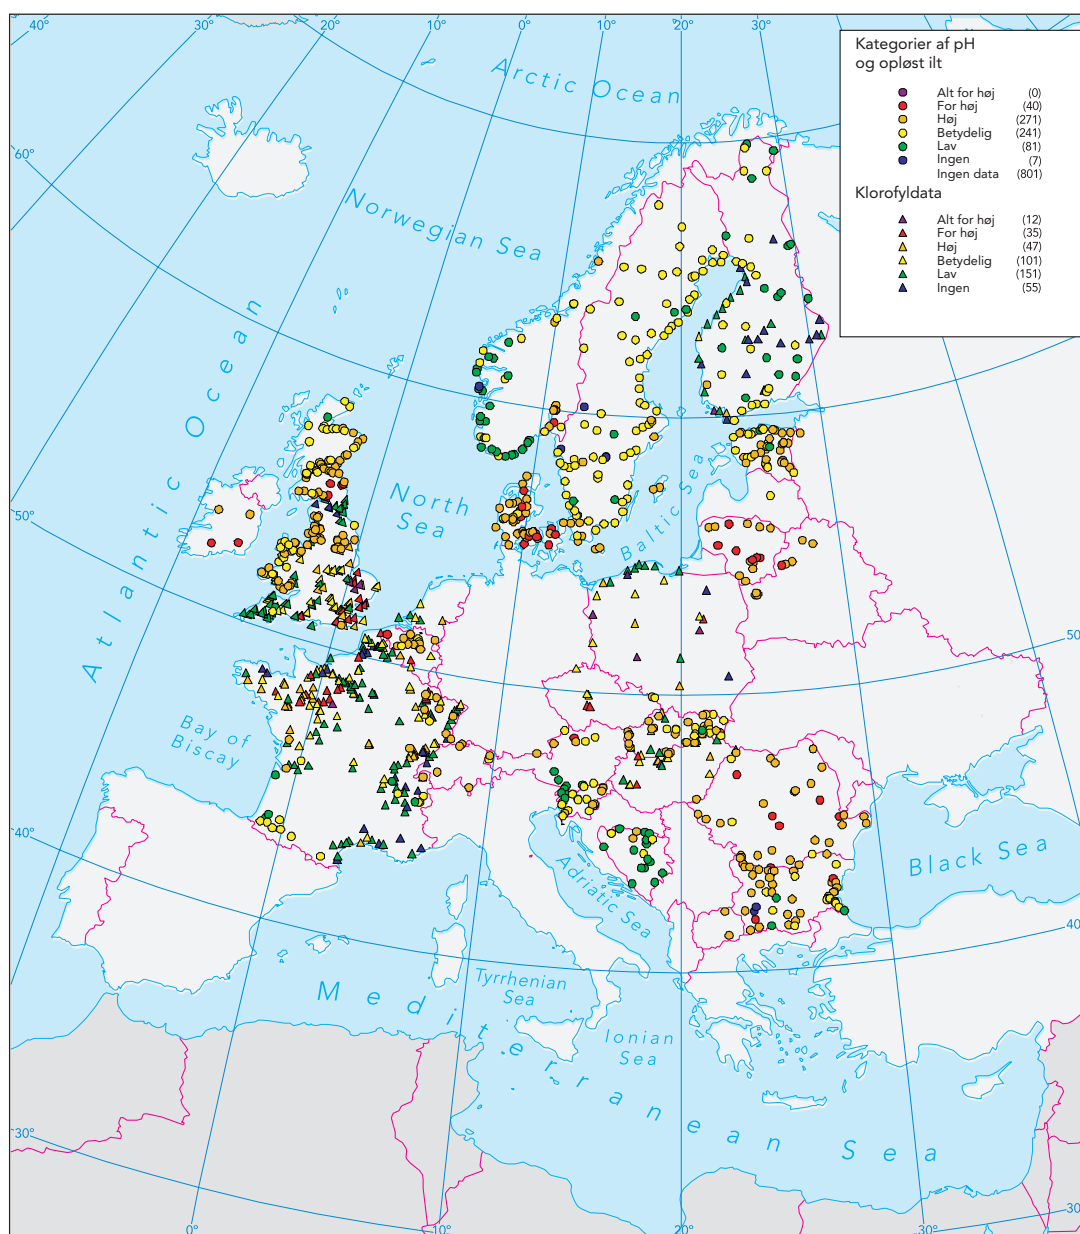 40°
30°
20°
10°
0°
10°
20°
30°
Kategorier af pH
og opløst ilt
Alt for høj (0)
For høj (40)
Høj (271)
Betydelig (241)
Lav (81)
Ingen (7)
Ingen data (801)
Klorofyldata
Alt for høj (12)
For høj (35)
Høj (47)
Betydelig (101)
Lav (151)
Ingen (55)
Arctic Ocean
60°
Norwegian Sea
Atlantic Ocean
North
Sea
50°
Baltic Sea
50
Bay of
Biscay
40°
40°
Black Sea
Adriatic Sea
40
Tyrrhenian
Sea
Mediterranean Sea
Ionian
Sea
30°
30
0°
10°
20°
30°